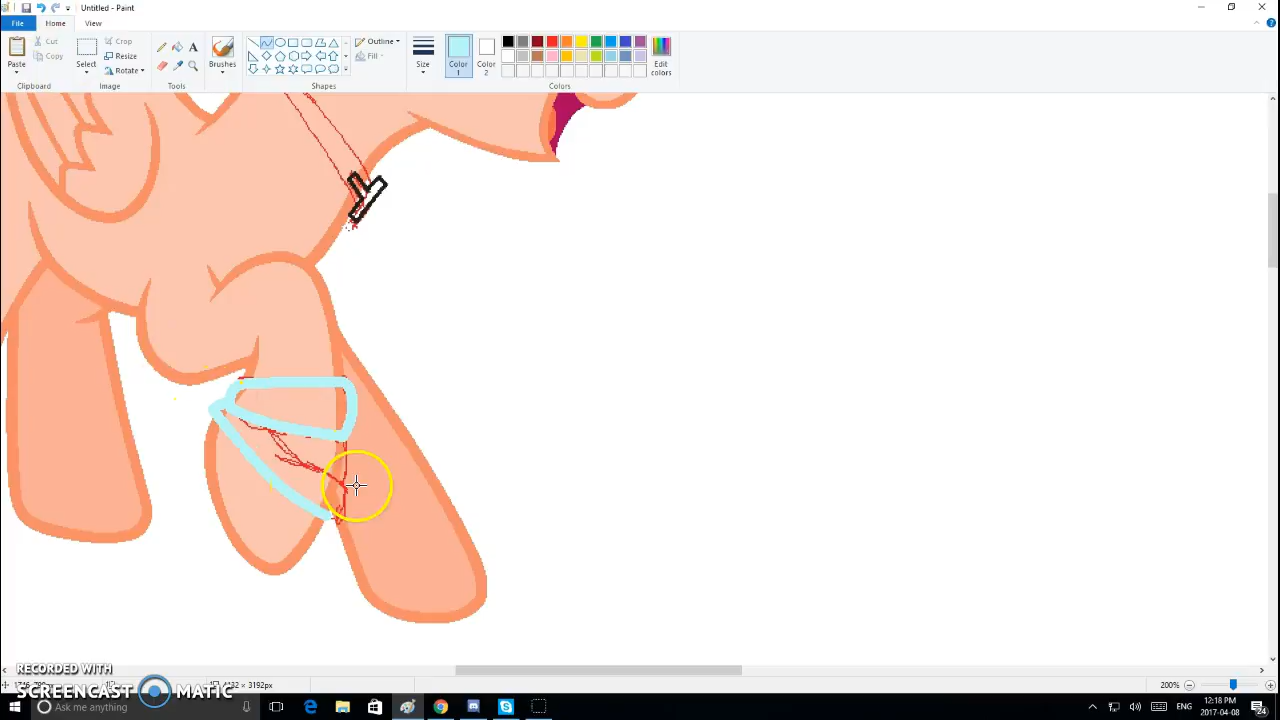 Untitled - Paint
File Home View
Cut
Copy
Paste
Crop
Resize
Rotate
Select
Brushes
Outline
Fill
Size
Color 1
Color 2
Edit colors
Clipboard Image Tools Shapes Colors
200%
RECORDED WITH
SCREENCAST MATIC
Ask me anything
ENG
12:18 PM
2017-04-08
24